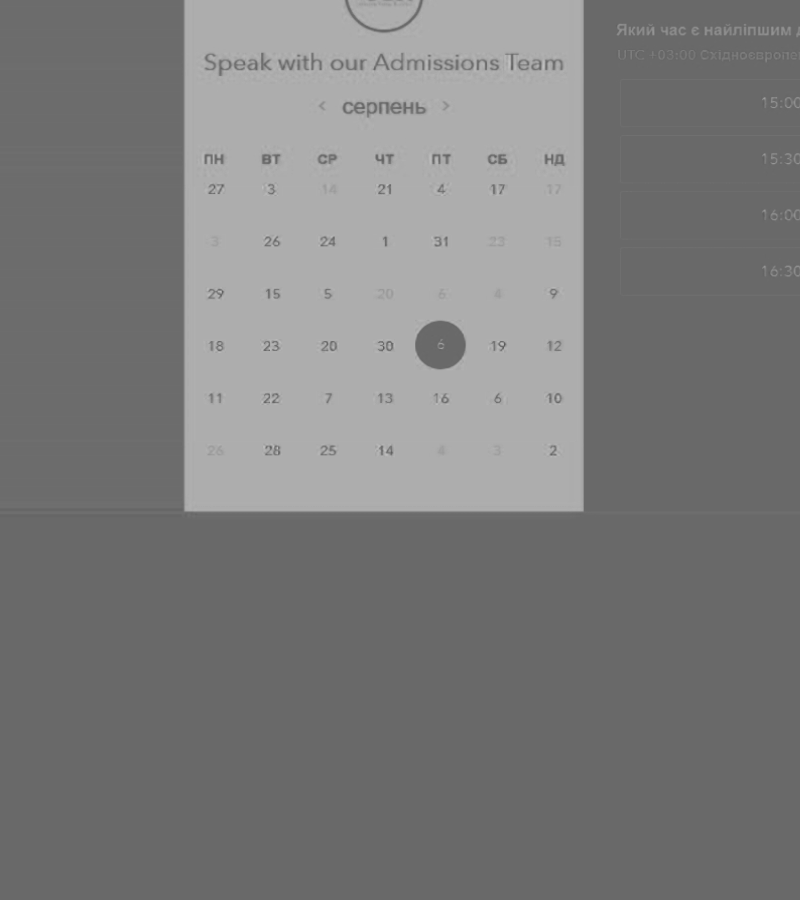 Speak with our Admissions Team
< серпень >
ПН ВТ СР ЧТ ПТ СБ НД
27 3 14 21 4 17 17
3 26 24 1 31 23 15
29 15 5 20 6 4 9
18 23 20 30 6 19 12
11 22 7 13 16 6 10
26 28 25 14 4 3 2
Який час є найліпшим
UTC +03:00
15:00
15:30
16:00
16:30